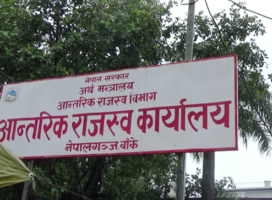 नेपाल सरकार
अर्थ मन्त्रालय
आन्तरिक राजस्व विभाग
आन्तरिक राजस्व कार्यालय
नेपालगञ्ज बाँके